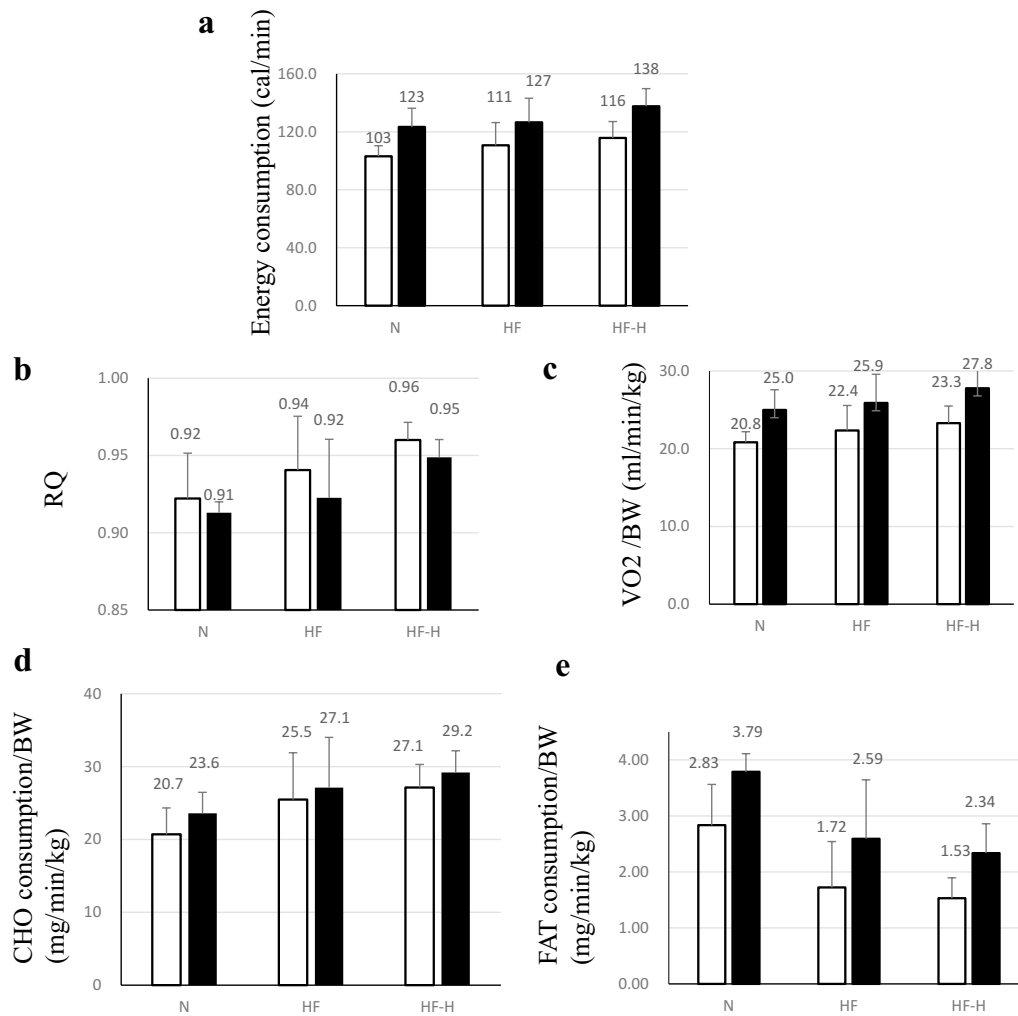 a
Energy consumption (cal/min)
160.0
120.0
80.0
40.0
0.0
103
123
111
127
116
138
N
HF
HF-H
b
RQ
1.00
0.95
0.90
0.85
0.92
0.91
0.94
0.92
0.96
0.95
N
HF
HF-H
c
VO2 /BW (ml/min/kg)
30.0
20.0
10.0
0.0
20.8
25.0
22.4
25.9
23.3
27.8
N
HF
HF-H
d
CHO consumption/BW
(mg/min/kg)
40
30
20
10
0
20.7
23.6
25.5
27.1
27.1
29.2
N
HF
HF-H
e
FAT consumption/BW
(mg/min/kg)
4.00
3.00
2.00
1.00
0.00
2.83
3.79
1.72
2.59
1.53
2.34
N
HF
HF-H